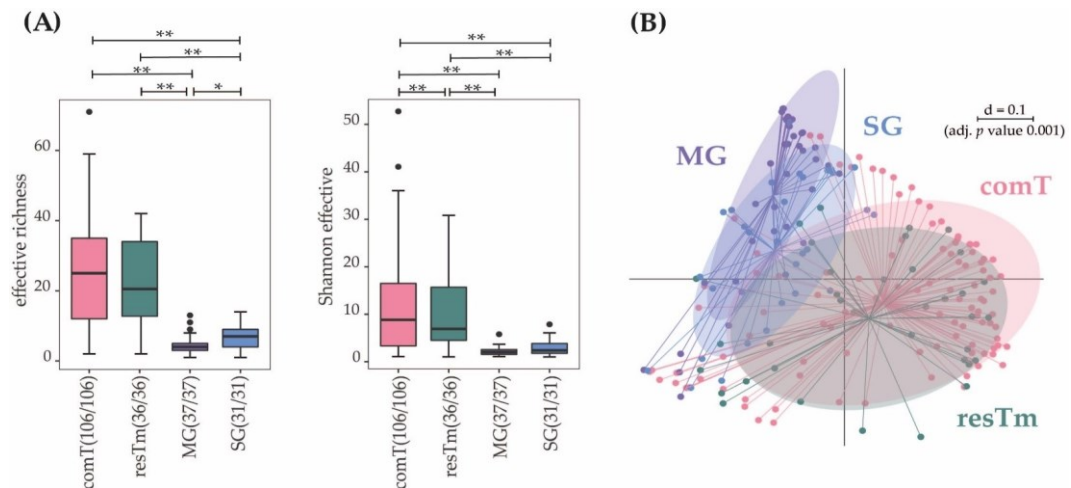 (A)
**
**
**
** *
effective richness
60
40
20
0
comT(106/106)
resTm(36/36)
MG(37/37)
SG(31/31)
**
**
**
** **
Shannon effective
50
40
30
20
10
0
comT(106/106)
resTm(36/36)
MG(37/37)
SG(31/31)
(B)
MG
SG
d = 0.1
(adj. p value 0.001)
comT
resTm